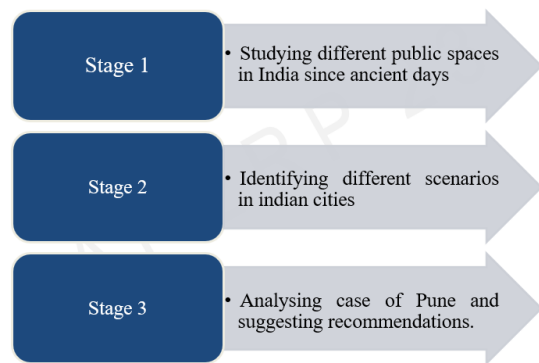 Stage 1
• Studying different public spaces
in India since ancient days
Stage 2
• Identifying different scenarios
in indian cities
Stage 3
• Analysing case of Pune and
suggesting recommendations.